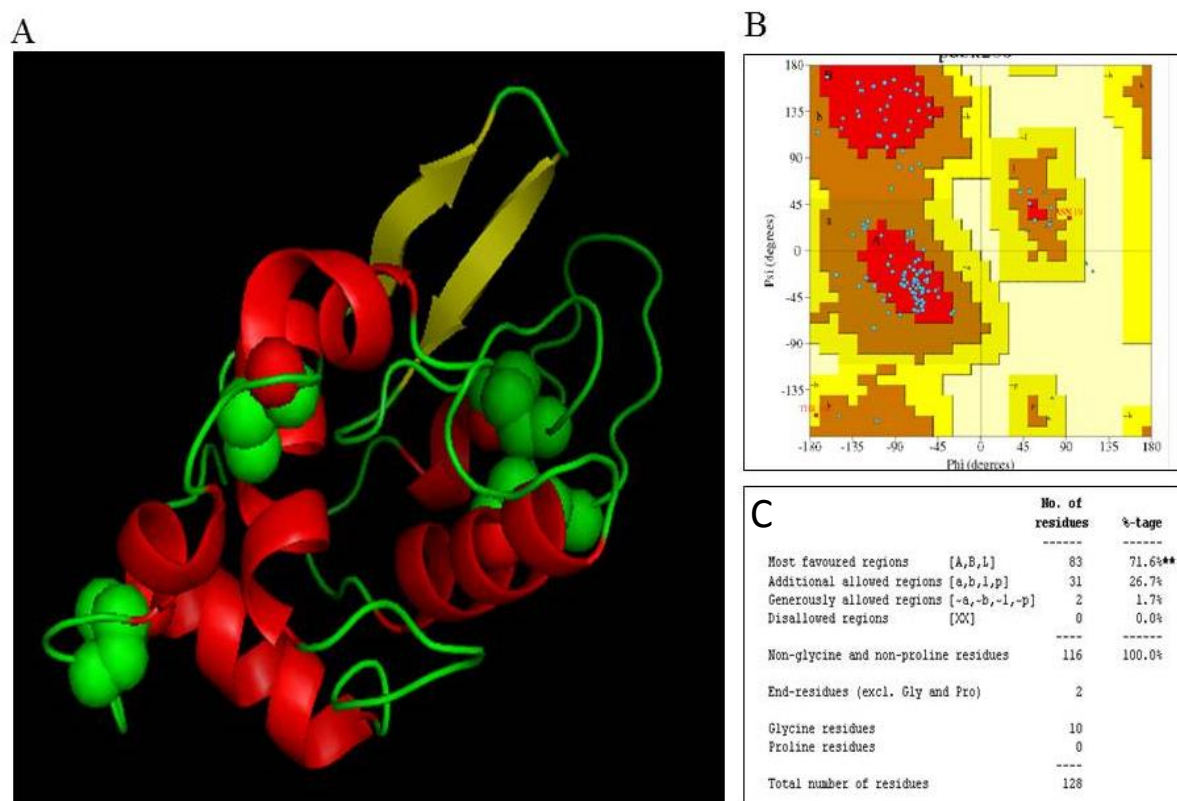 A
B
180
135
90
45
0
-45
-90
-135
Psi (degrees)
-180 -135 -90 -45 0 45 90 135 180
Phi (degrees)
C
No. of
residues %-tage
------ ------
Most favoured regions [A,B,L] 83 71.6%**
Additional allowed regions [a,b,l,p] 31 26.7%
Generously allowed regions [~a,~b,~l,~p] 2 1.7%
Disallowed regions [XX] 0 0.0%
---- ------
Non-glycine and non-proline residues 116 100.0%
End-residues (excl. Gly and Pro) 2
Glycine residues 10
Proline residues 0
----
Total number of residues 128